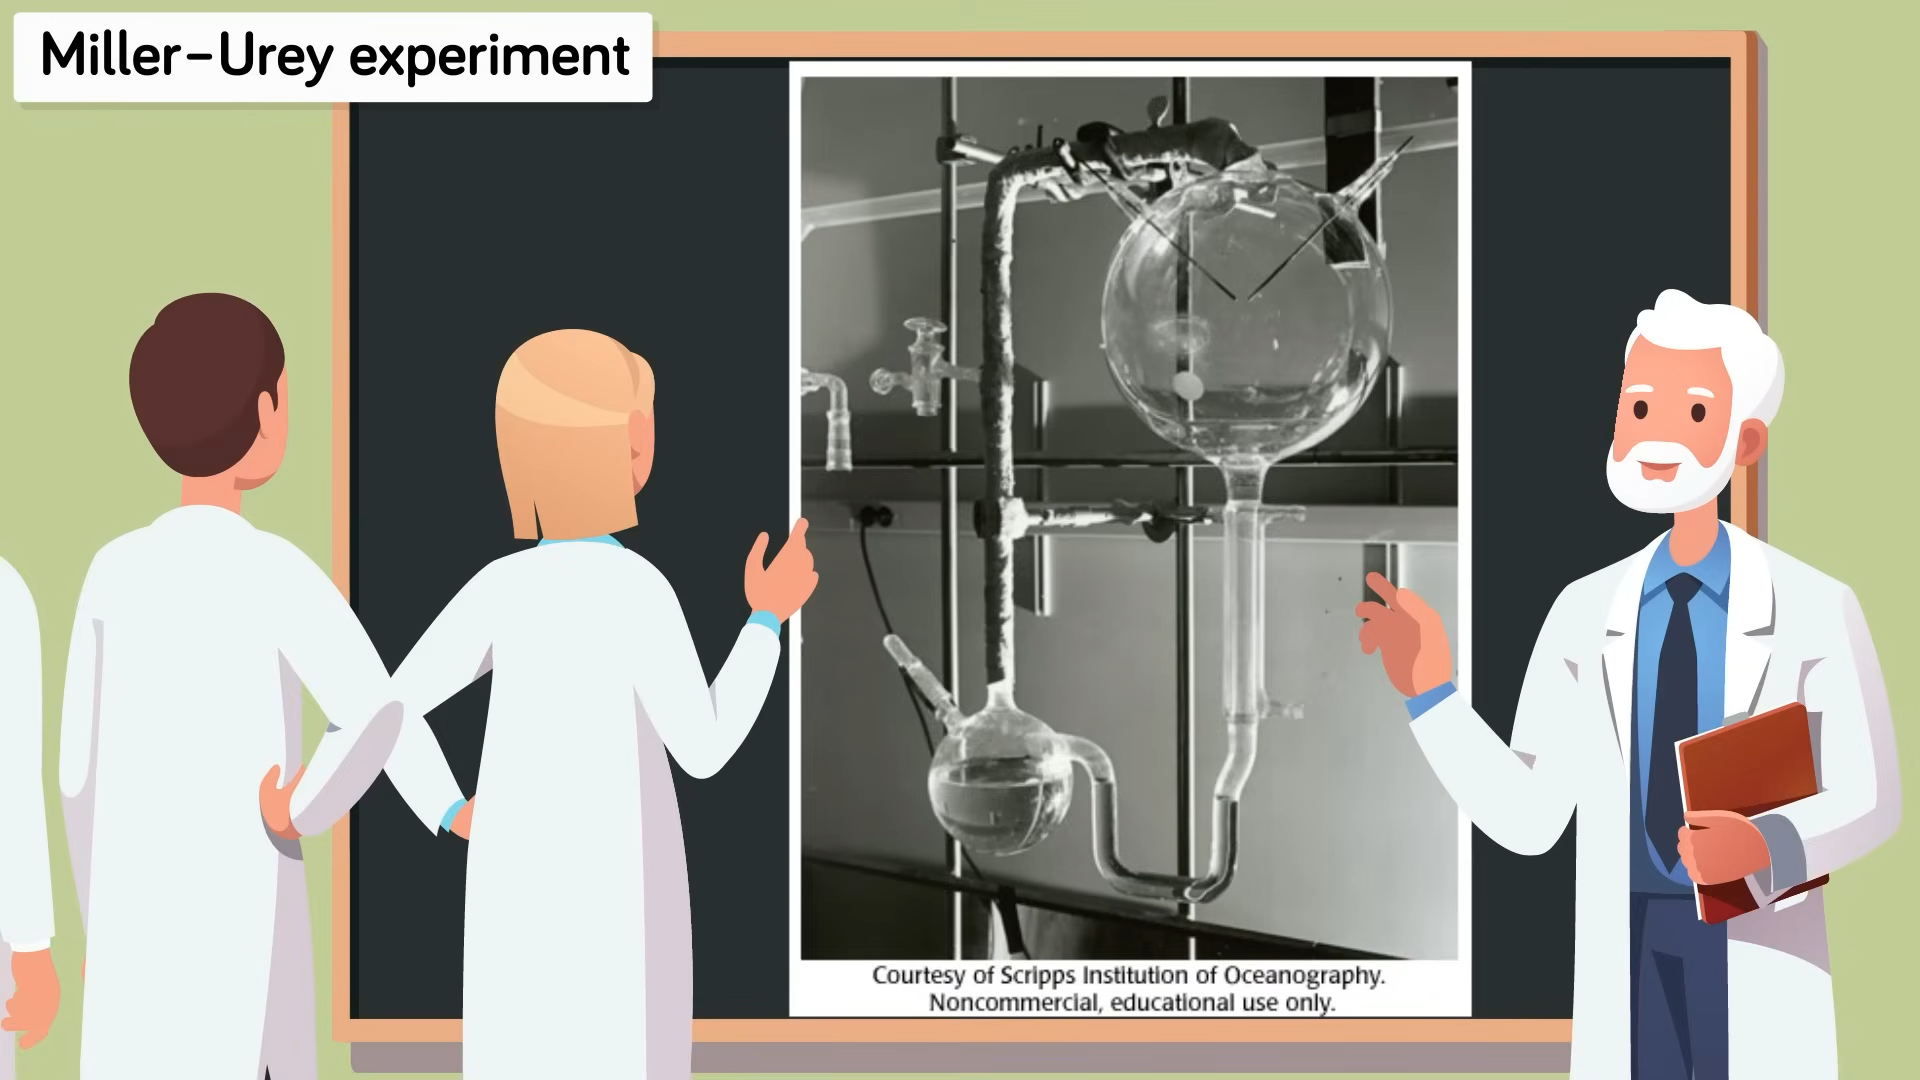 Miller–Urey experiment
Courtesy of Scripps Institution of Oceanography.
Noncommercial, educational use only.